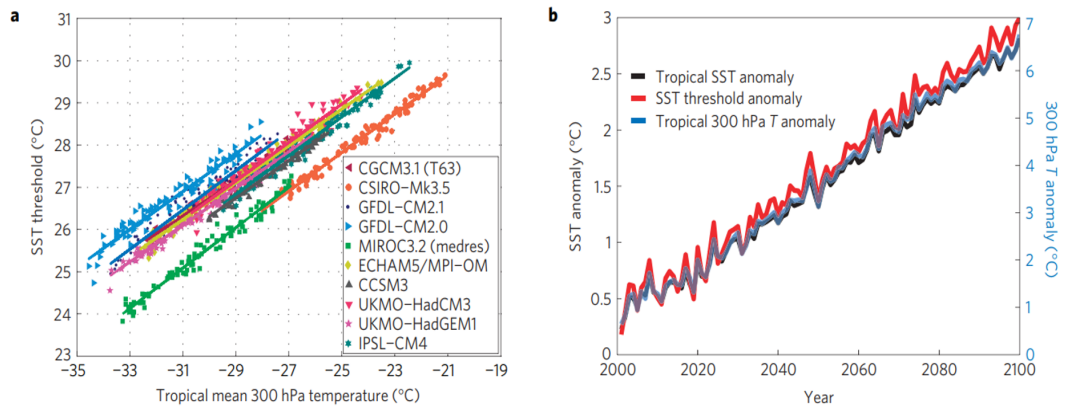 a
31
30
29
28
27
26
25
24
23
SST threshold (°C)
−35
−33
−31
−29
−27
−25
−23
−21
−19
Tropical mean 300 hPa temperature (°C)
CGCM3.1 (T63)
CSIRO−Mk3.5
GFDL−CM2.1
GFDL−CM2.0
MIROC3.2 (medres)
ECHAM5/MPI−OM
CCSM3
UKMO−HadCM3
UKMO−HadGEM1
IPSL−CM4
b
3
2.5
2
1.5
1
0.5
0
SST anomaly (°C)
Tropical SST anomaly
SST threshold anomaly
Tropical 300 hPa T anomaly
2000
2020
2040
2060
2080
2100
Year
7
6
5
4
3
2
1
0
300 hPa T anomaly (°C)